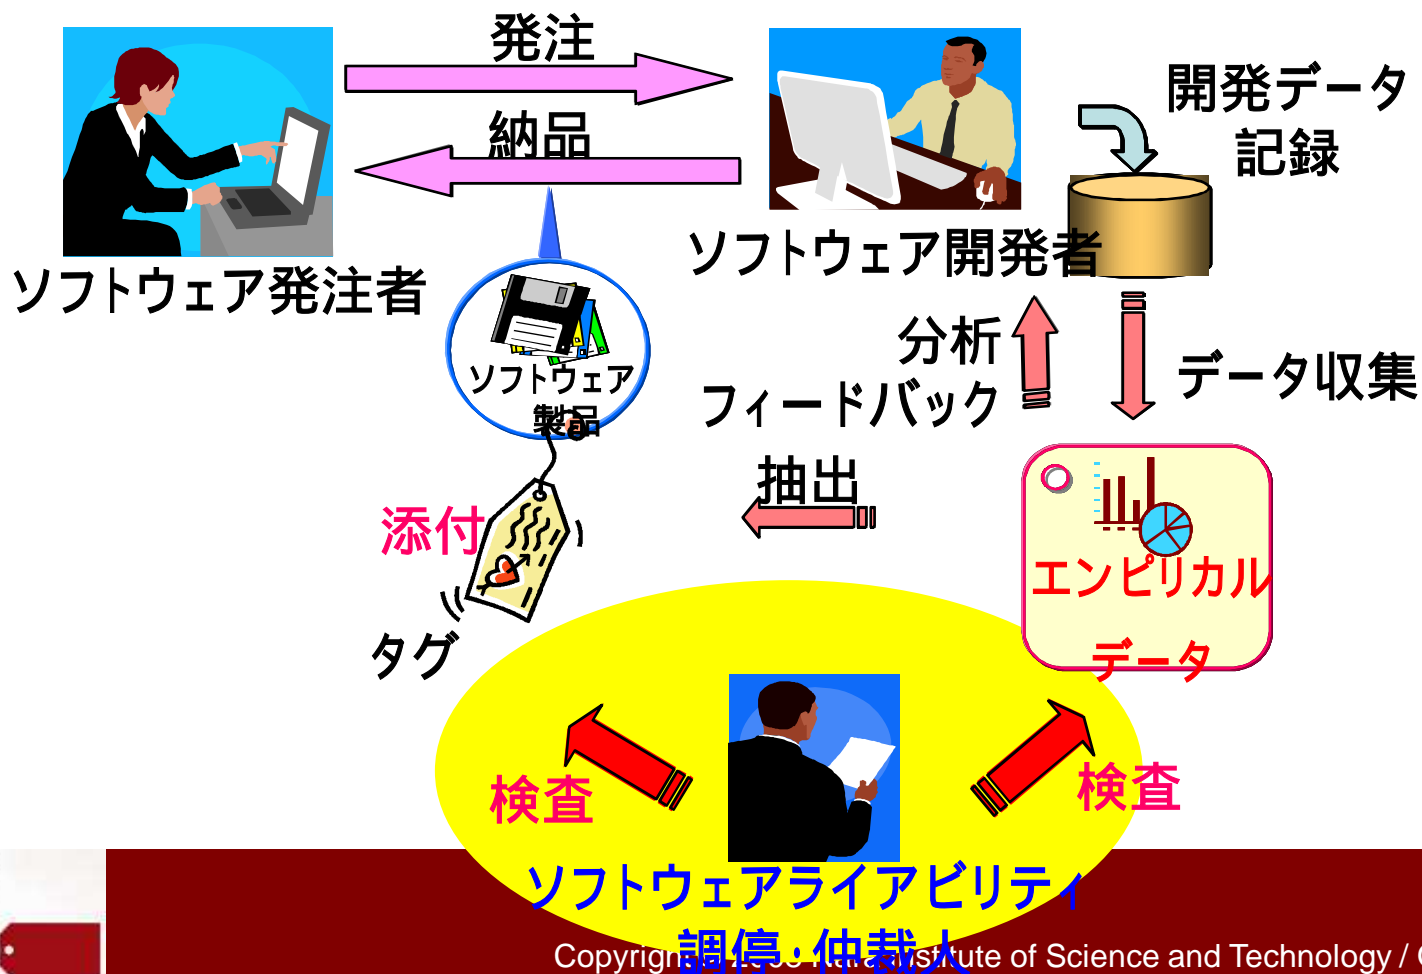 発注
納品
開発データ
記録
ソフトウェア開発者
ソフトウェア発注者
分析
フィードバック
データ収集
ソフトウェア
製品
抽出
添付
タグ
エンピリカル
データ
検査
検査
ソフトウェアライアビリティ
調停・仲裁人
Institute of Science and Technology /